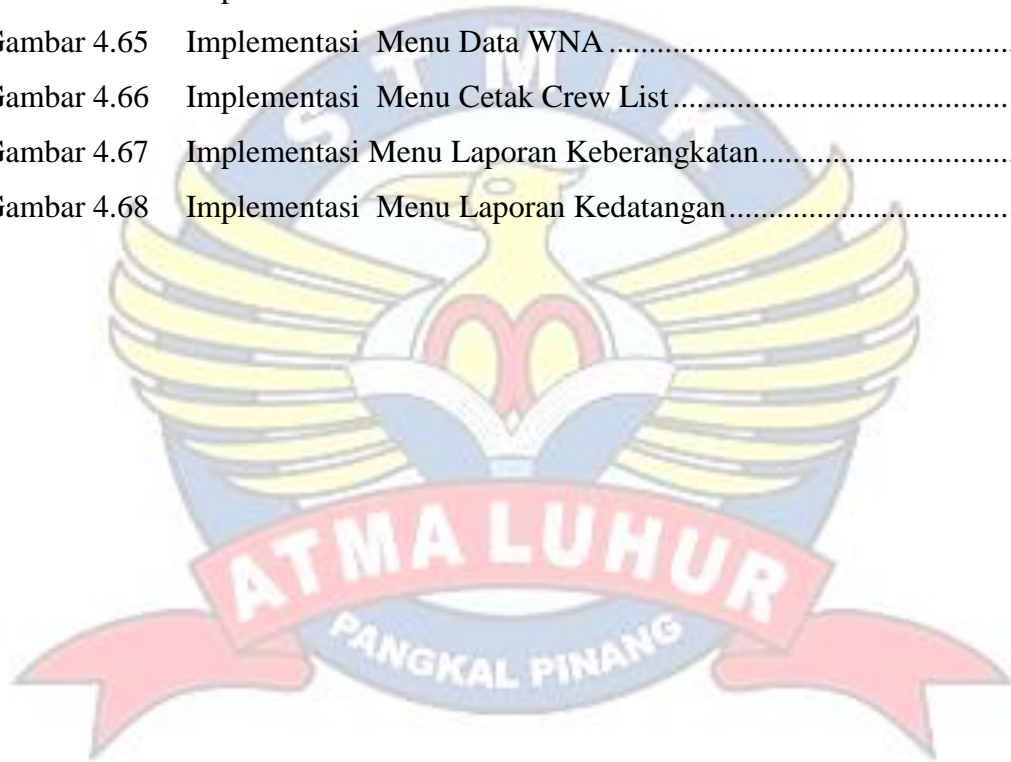 Gambar 4.65 Implementasi Menu Data WNA ....................................................
Gambar 4.66 Implementasi Menu Cetak Crew List ............................................
Gambar 4.67 Implementasi Menu Laporan Keberangkatan................................
Gambar 4.68 Implementasi Menu Laporan Kedatangan.....................................
STMIK
ATMA LUHUR
PANGKAL PINANG